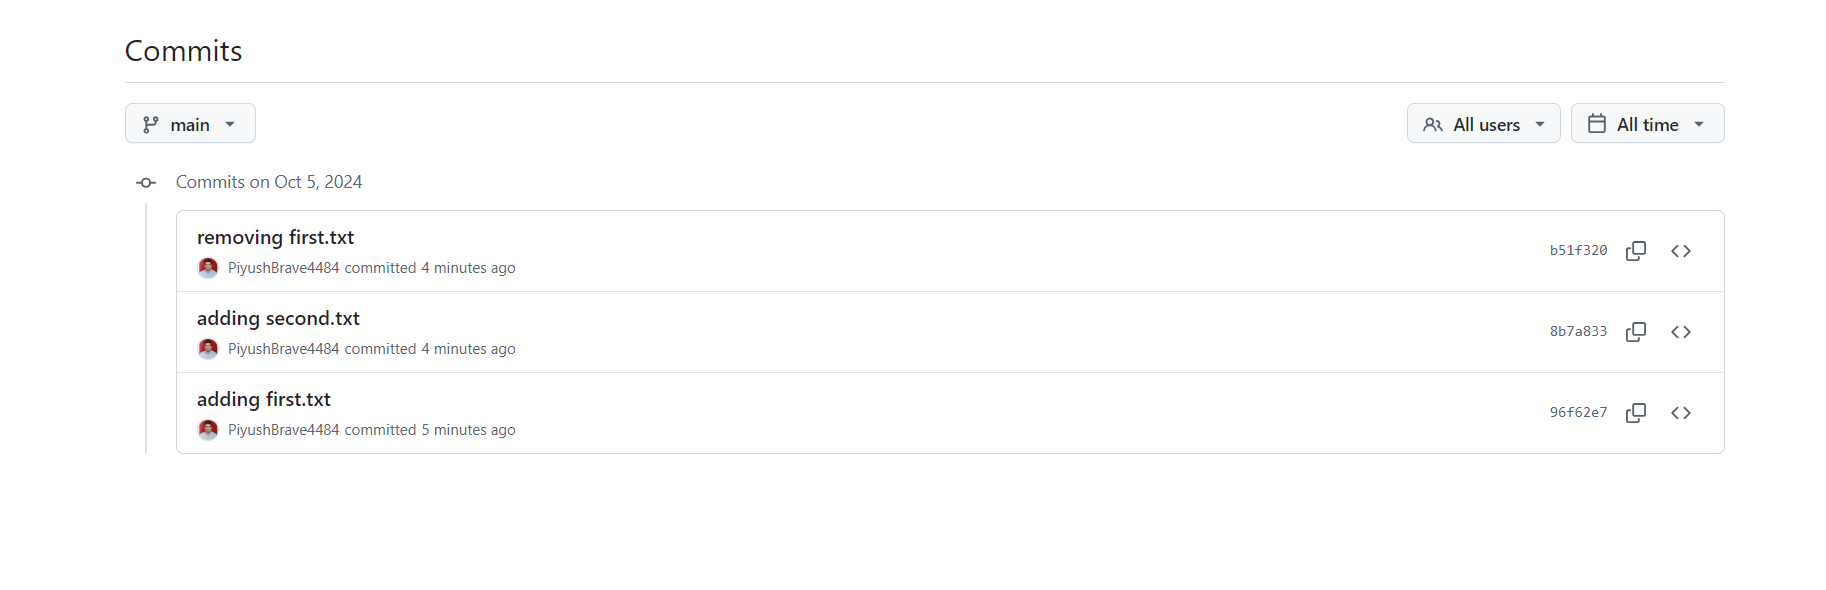 Commits
main
All users
All time
Commits on Oct 5, 2024
removing first.txt
PiyushBrave4484 committed 4 minutes ago
b51f320
adding second.txt
PiyushBrave4484 committed 4 minutes ago
8b7a833
adding first.txt
PiyushBrave4484 committed 5 minutes ago
96f62e7